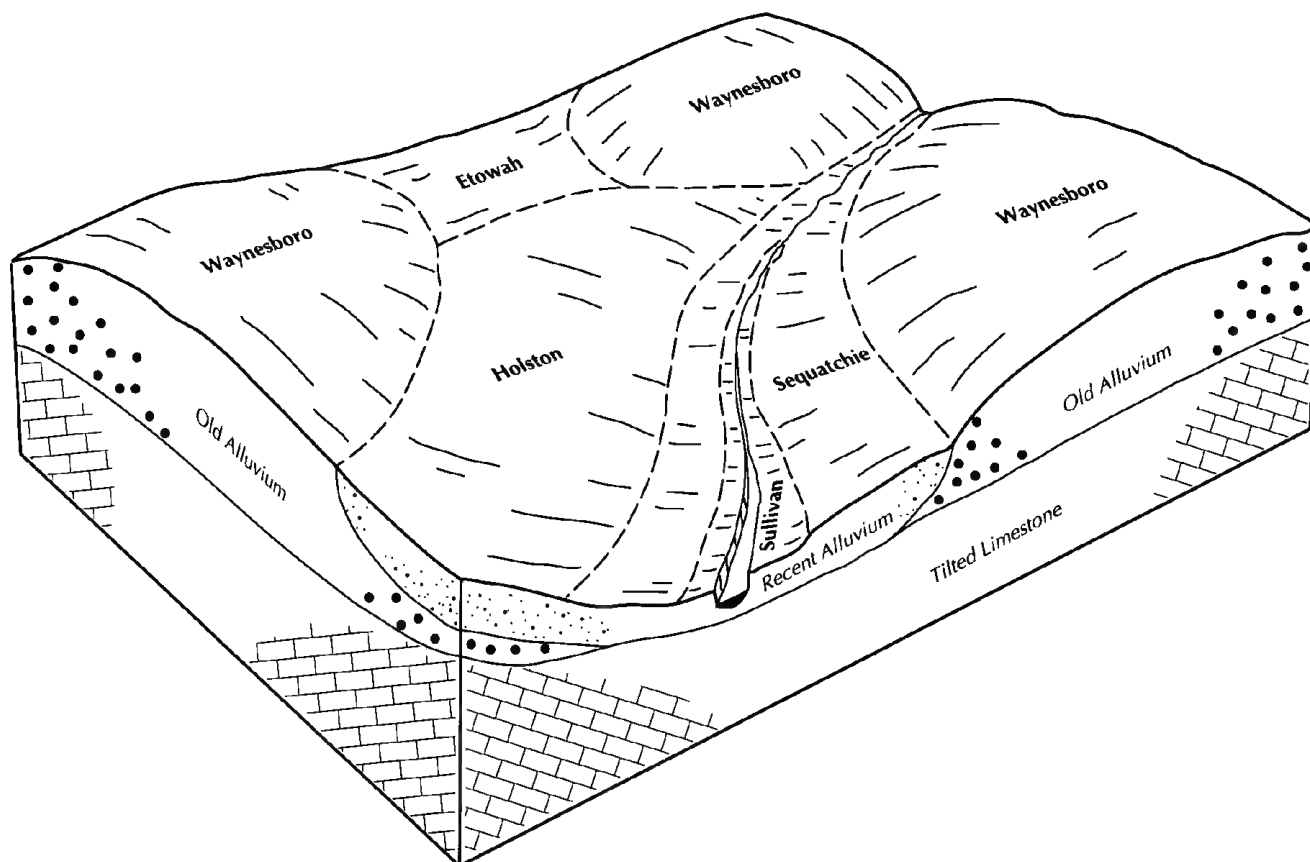 Waynesboro
Etowah
Waynesboro
Waynesboro
Holston
Sequatchie
Old Alluvium
Old Alluvium
Sullivan
Recent Alluvium
Tilted Limestone